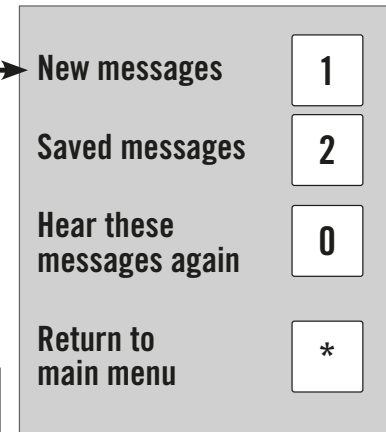 New messages 1
Saved messages 2
Hear these
messages again 0
Return to
main menu *